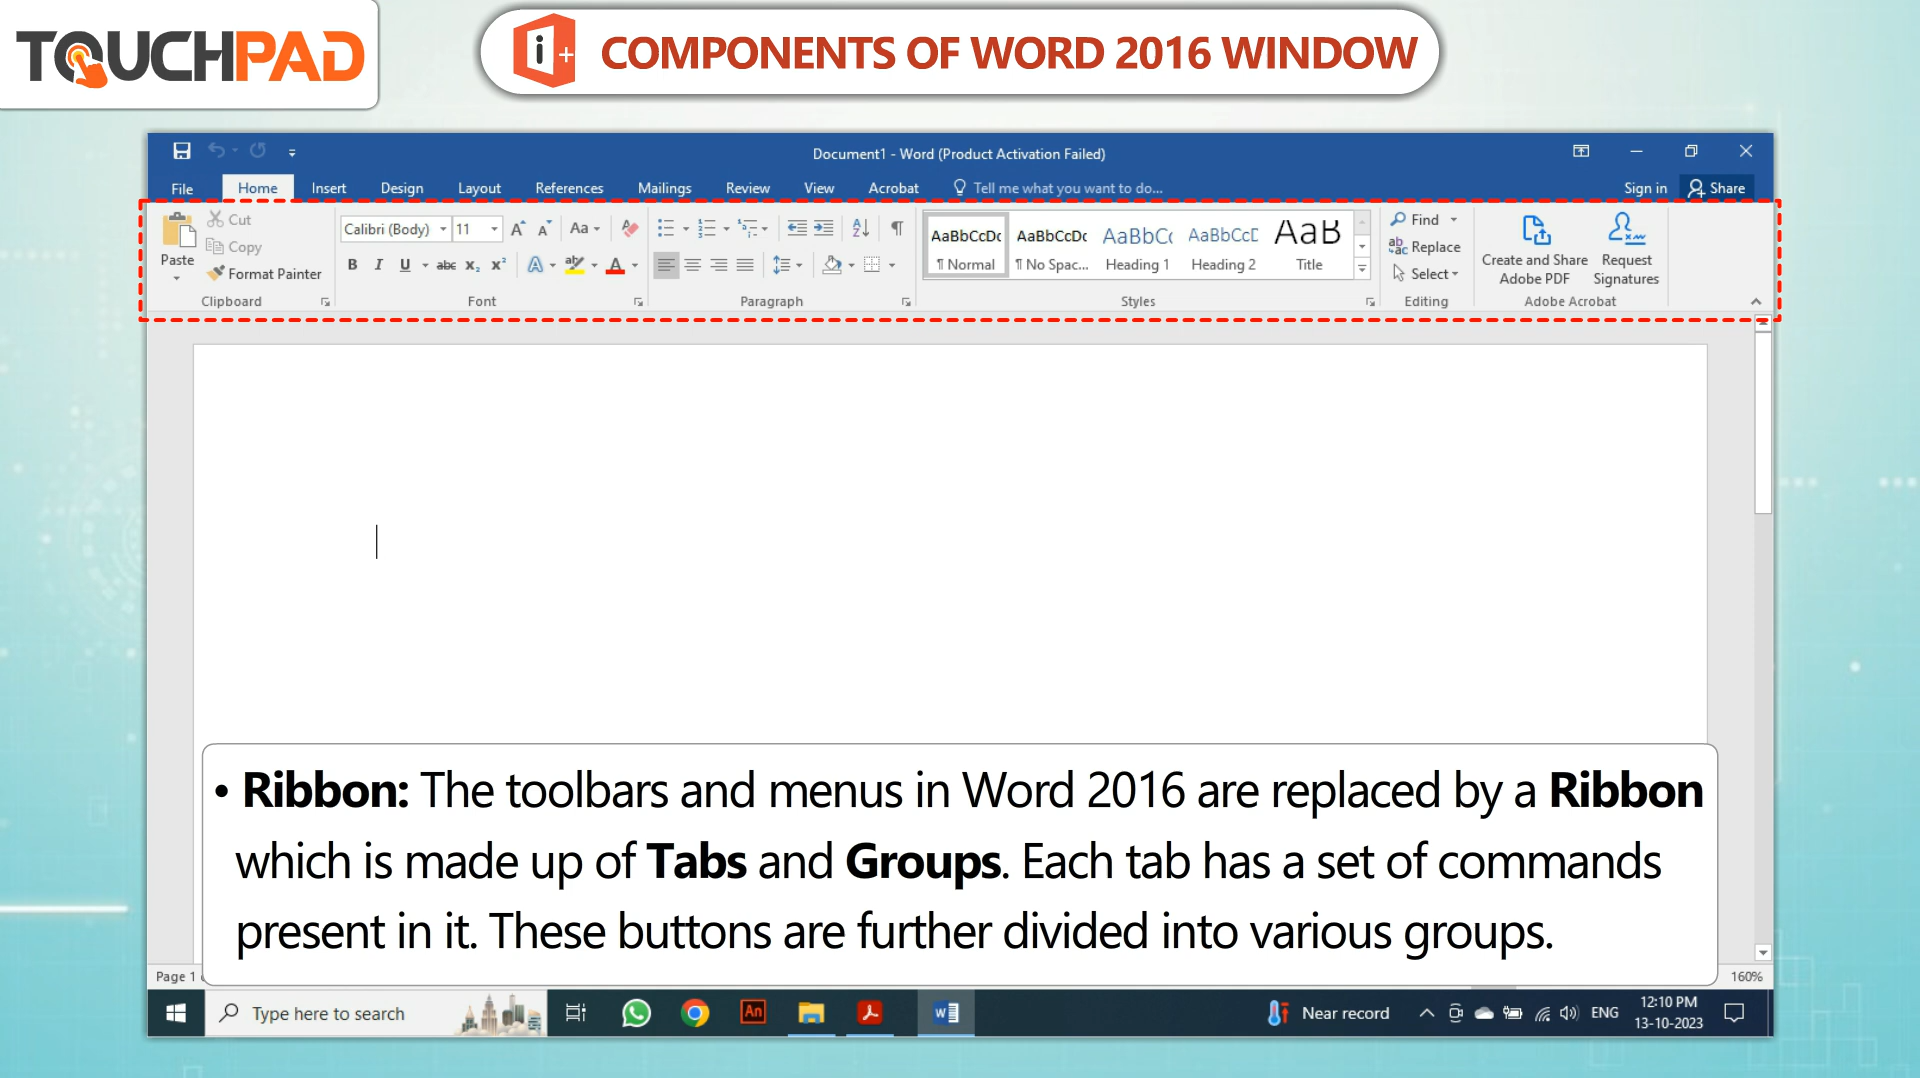 TOUCHPAD
i+ COMPONENTS OF WORD 2016 WINDOW
Document1 - Word (Product Activation Failed)
File Home Insert Design Layout References Mailings Review View Acrobat Tell me what you want to do... Sign in Share
Paste
Cut
Copy
Format Painter
Clipboard
Calibri (Body) 11 Aa
B I U abc x₂ x² A aby A
Font
Paragraph
AaBbCcDc AaBbCcDc AaBbCc AaBbCcD AaB
¶ Normal ¶ No Spac... Heading 1 Heading 2 Title
Styles
Find
Replace
Select
Editing
Create and Share
Adobe PDF
Request
Signatures
Adobe Acrobat
• Ribbon: The toolbars and menus in Word 2016 are replaced by a Ribbon
which is made up of Tabs and Groups. Each tab has a set of commands
present in it. These buttons are further divided into various groups.
Page 1
160%
Type here to search
An
W
Near record
ENG
12:10 PM
13-10-2023